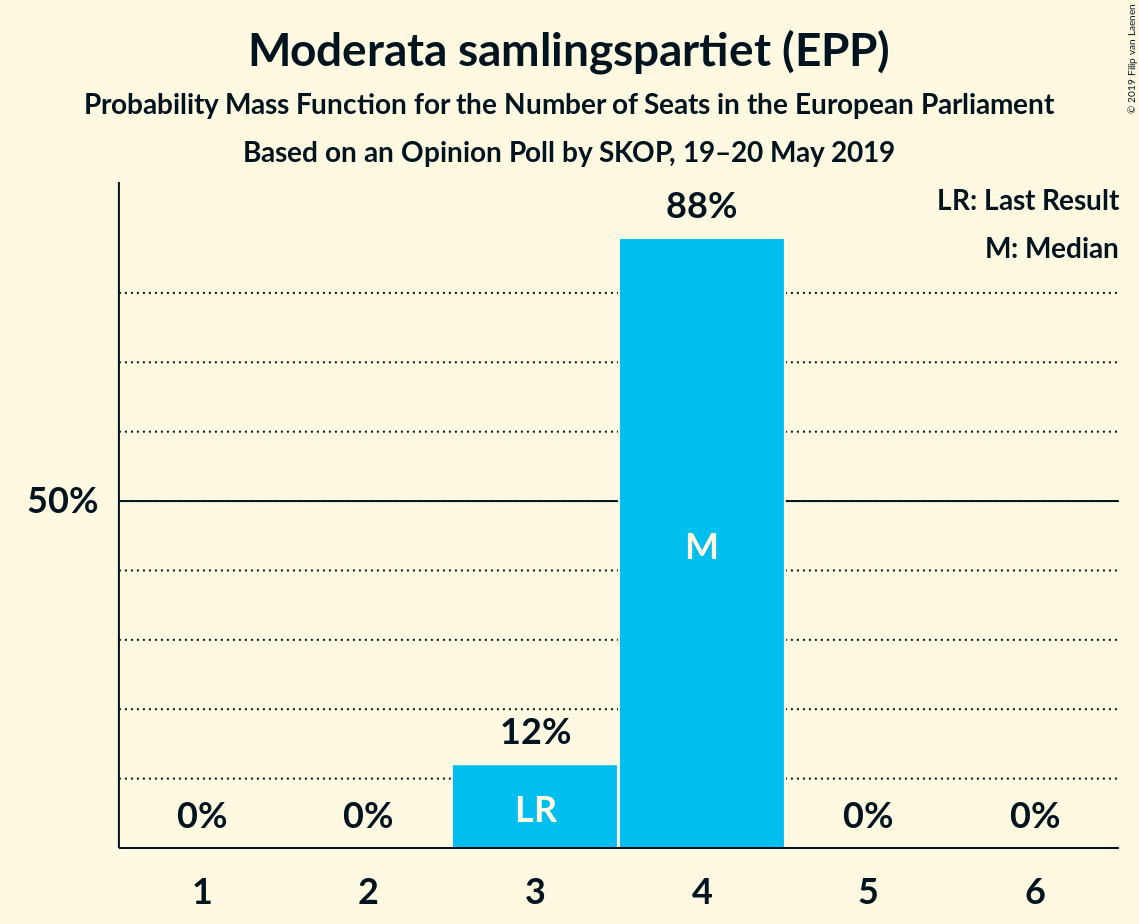 Moderata samlingspartiet (EPP)
Probability Mass Function for the Number of Seats in the European Parliament
Based on an Opinion Poll by SKOP, 19–20 May 2019
© 2019 Filip van Laenen
LR: Last Result
M: Median
88%
50%
M
12%
LR
0%
0%
0%
0%
1
2
3
4
5
6